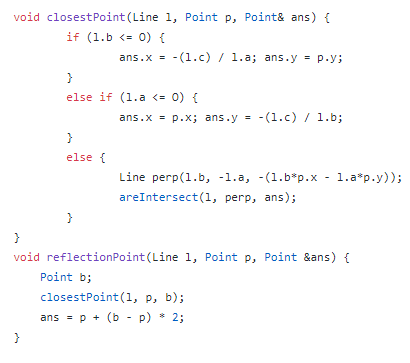 void closestPoint(Line l, Point p, Point& ans) {
        if (l.b <= 0) {
                ans.x = -(l.c) / l.a; ans.y = p.y;
        }
        else if (l.a <= 0) {
                ans.x = p.x; ans.y = -(l.c) / l.b;
        }
        else {
                Line perp(l.b, -l.a, -(l.b*p.x - l.a*p.y));
                areIntersect(l, perp, ans);
        }
}
void reflectionPoint(Line l, Point p, Point &ans) {
    Point b;
    closestPoint(l, p, b);
    ans = p + (b - p) * 2;
}